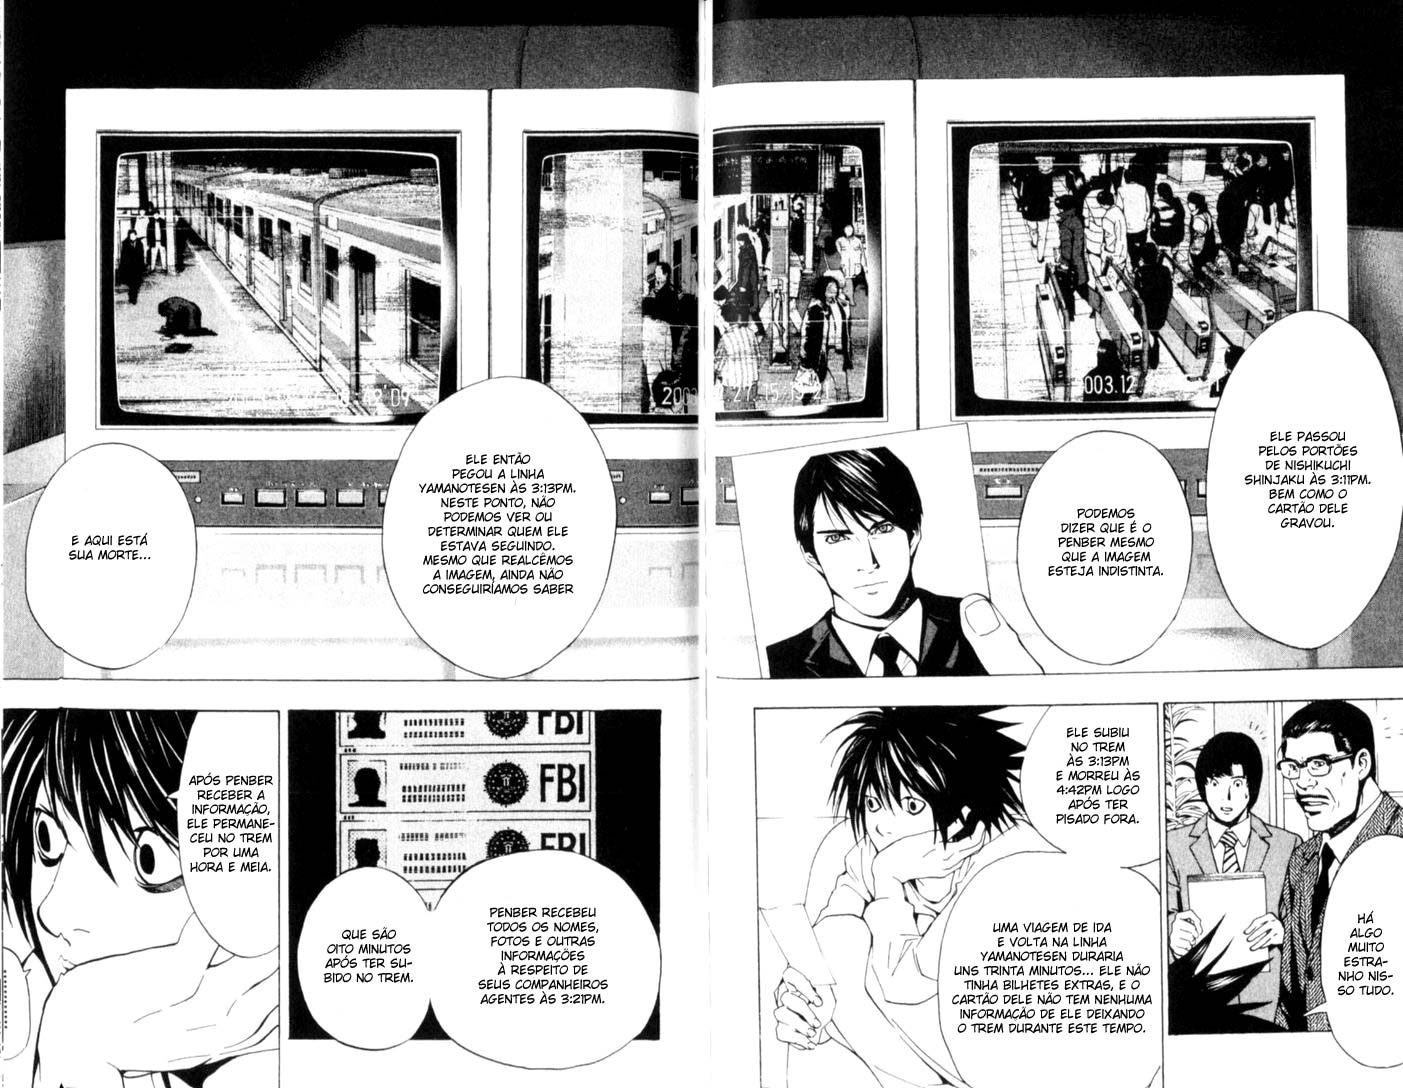 ELE PASSOU
PELOS PORTÕES
DE NISHIKUCHI
SHINJAKU ÀS 3:11PM.
BEM COMO O
CARTÃO DELE
GRAVOU.
PODEMOS
DIZER QUE É O
PENBER MESMO
QUE A IMAGEM
ESTEJA INDISTINTA.
2003.12
ELE ENTÃO
PEGOU A LINHA
YAMANOTESEN ÀS 3:13PM.
NESTE PONTO, NÃO
PODEMOS VER OU
DETERMINAR QUEM ELE
ESTAVA SEGUINDO.
MESMO QUE REALCÊMOS
A IMAGEM, AINDA NÃO
CONSEGUIRÍAMOS SABER
E AQUI ESTÁ
SUA MORTE...
HÁ
ALGO
MUITO
ESTRA-
NHO NIS-
SO TUDO.
ELE SUBIU
NO TREM
ÀS 3:13PM
E MORREU ÀS
4:42PM LOGO
APÓS TER
PISADO FORA.
UMA VIAGEM DE IDA
E VOLTA NA LINHA
YAMANOTESEN DURARIA
UNS TRINTA MINUTOS... ELE NÃO
TINHA BILHETES EXTRAS, E O
CARTÃO DELE NÃO TEM NENHUMA
INFORMAÇÃO DE ELE DEIXANDO
O TREM DURANTE ESTE TEMPO.
FBI
FBI
FBI
PENBER RECEBEU
TODOS OS NOMES,
FOTOS E OUTRAS
INFORMAÇÕES
À RESPEITO DE
SEUS COMPANHEIROS
AGENTES ÀS 3:21PM.
QUE SÃO
OITO MINUTOS
APÓS TER SU-
BIDO NO TREM.
APÓS PENBER
RECEBER A
INFORMAÇÃO,
ELE PERMANE-
CEU NO TREM
POR UMA
HORA E MEIA.